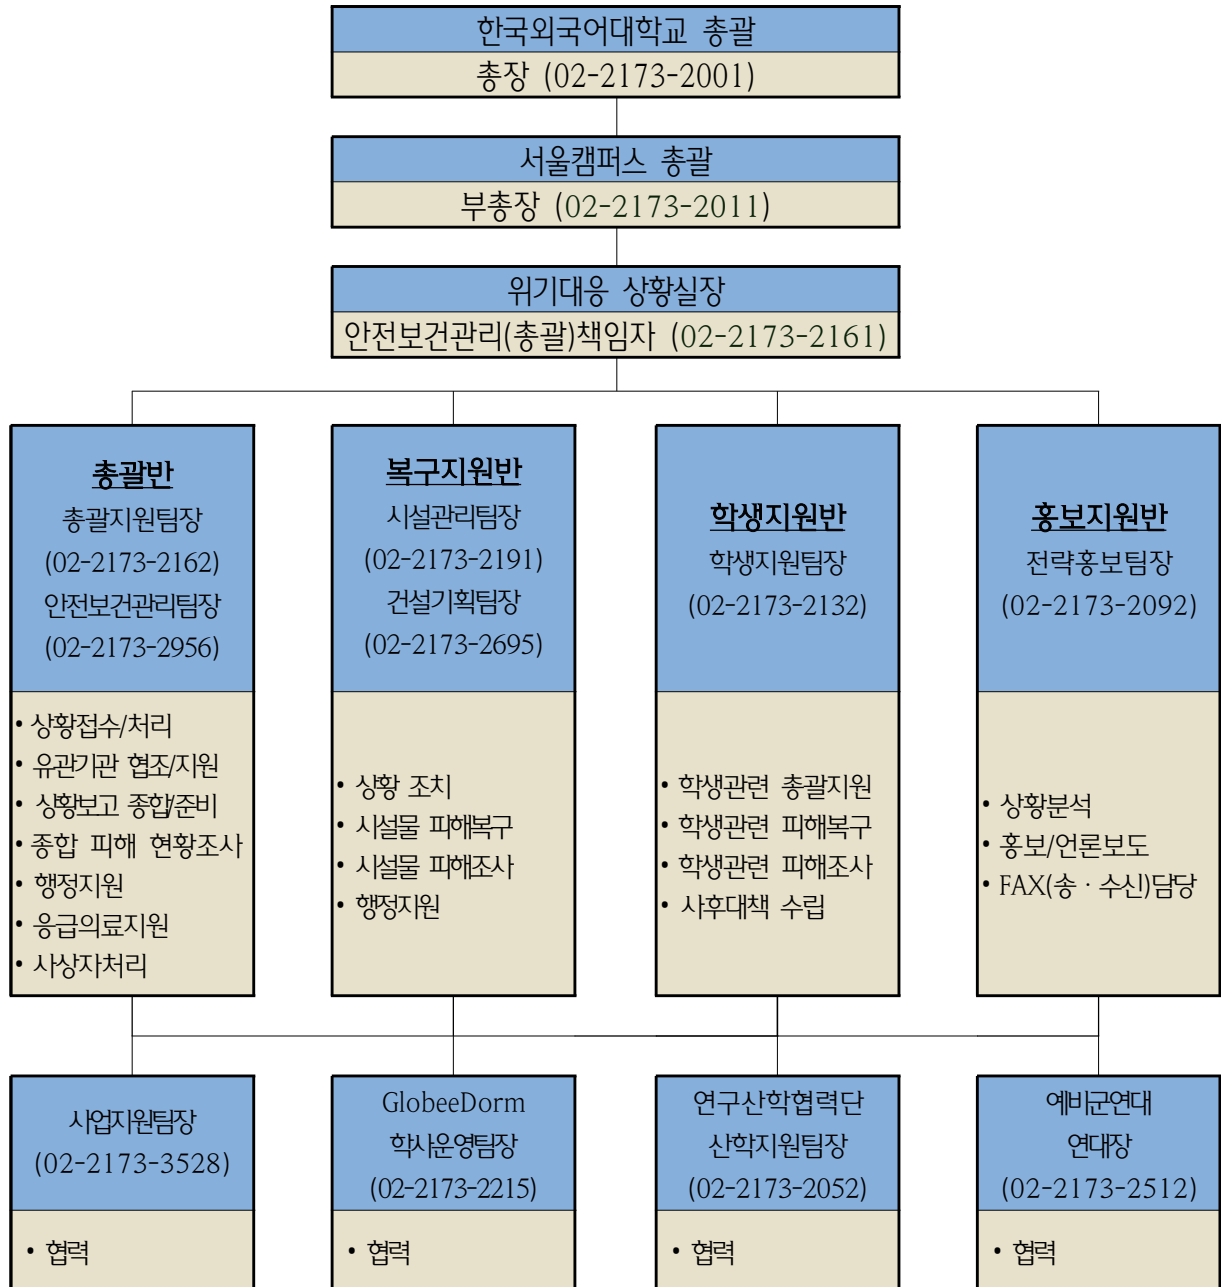 한국외국어대학교 총괄
총장 (02-2173-2001)
서울캠퍼스 총괄
부총장 (02-2173-2011)
위기대응 상황실장
안전보건관리(총괄)책임자 (02-2173-2161)
총괄반
총괄지원팀장
(02-2173-2162)
안전보건관리팀장
(02-2173-2956)
• 상황접수/처리
• 유관기관 협조/지원
• 상황보고 종합/준비
• 종합 피해 현황조사
• 행정지원
• 응급의료지원
• 사상자처리
복구지원반
시설관리팀장
(02-2173-2191)
건설기획팀장
(02-2173-2695)
• 상황 조치
• 시설물 피해복구
• 시설물 피해조사
• 행정지원
학생지원반
학생지원팀장
(02-2173-2132)
• 학생관련 총괄지원
• 학생관련 피해복구
• 학생관련 피해조사
• 사후대책 수립
홍보지원반
전략홍보팀장
(02-2173-2092)
• 상황분석
• 홍보/언론보도
• FAX(송 · 수신)담당
사업지원팀장
(02-2173-3528)
• 협력
GlobeeDorm
학사운영팀장
(02-2173-2215)
• 협력
연구산학협력단
산학지원팀장
(02-2173-2052)
• 협력
예비군연대
연대장
(02-2173-2512)
• 협력